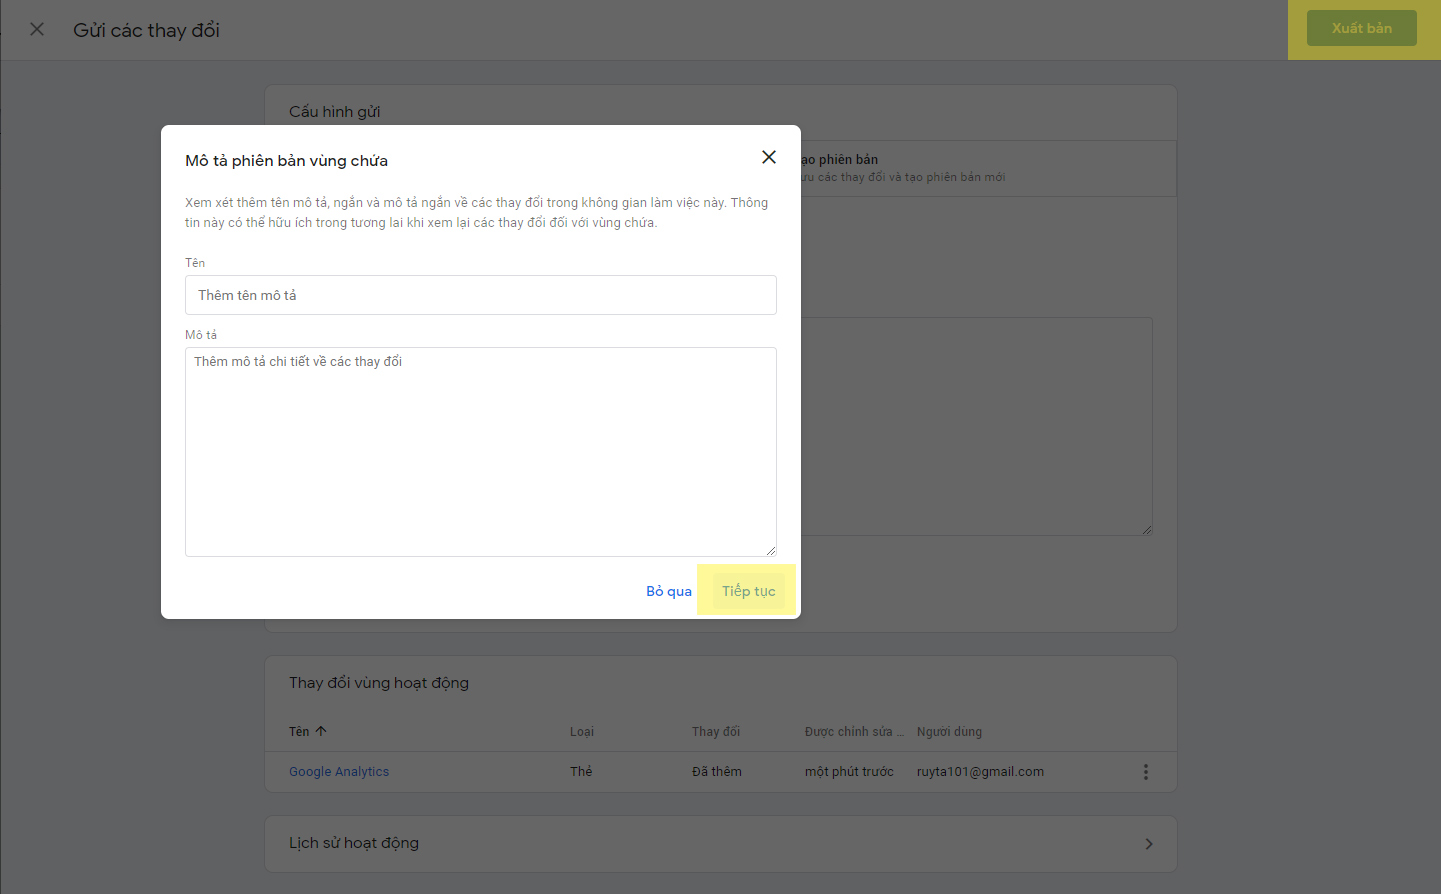 Gửi các thay đổi
Xuất bản
Cấu hình gửi
ạo phiên bản
ưu các thay đổi và tạo phiên bản mới
Mô tả phiên bản vùng chứa
Xem xét thêm tên mô tả, ngắn và mô tả ngắn về các thay đổi trong không gian làm việc này. Thông
tin này có thể hữu ích trong tương lai khi xem lại các thay đổi đối với vùng chứa.
Tên
Thêm tên mô tả
Mô tả
Thêm mô tả chi tiết về các thay đổi
Bỏ qua
Tiếp tục
Thay đổi vùng hoạt động
Tên Loại Thay đổi Được chỉnh sửa ... Người dùng
Google Analytics Thẻ Đã thêm một phút trước ruyta101@gmail.com
Lịch sử hoạt động